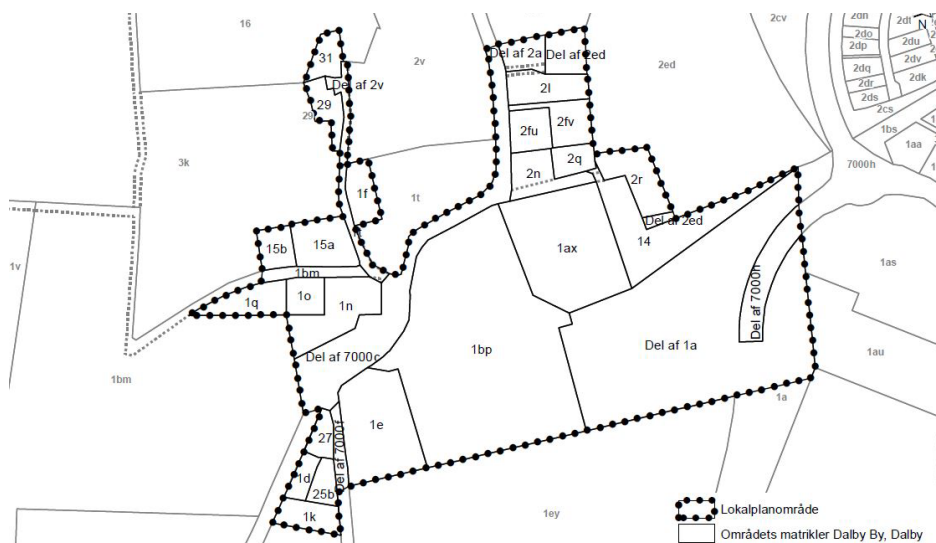 16
2cv
2dn
2dl
N
2do
2du
2dp
2dv
2dq
2dk
2dr
2ds
2cs
1bs
1aa
31
Del af 2v
2v
Del af 2a
Del af 2ed
2ed
29
29
2l
2fu
2fv
3k
2n
2q
7000h
1f
1t
2r
Del af 2ed
14
15b
15a
1ax
1v
1bm
1as
1q
1o
1n
Del af 7000h
Del af 7000c
1bp
Del af 1a
1au
1bm
1a
1e
27
Del af 7000f
1d
25b
1k
1ey
Lokalplanområde
Områdets matrikler Dalby By, Dalby